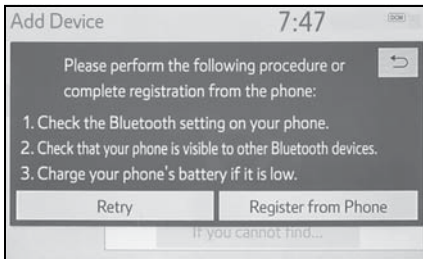 Add Device
7:47
DCM
Please perform the following procedure or
complete registration from the phone:
1. Check the Bluetooth setting on your phone.
2. Check that your phone is visible to other Bluetooth devices.
3. Charge your phone's battery if it is low.
Retry
Register from Phone
If you cannot find...